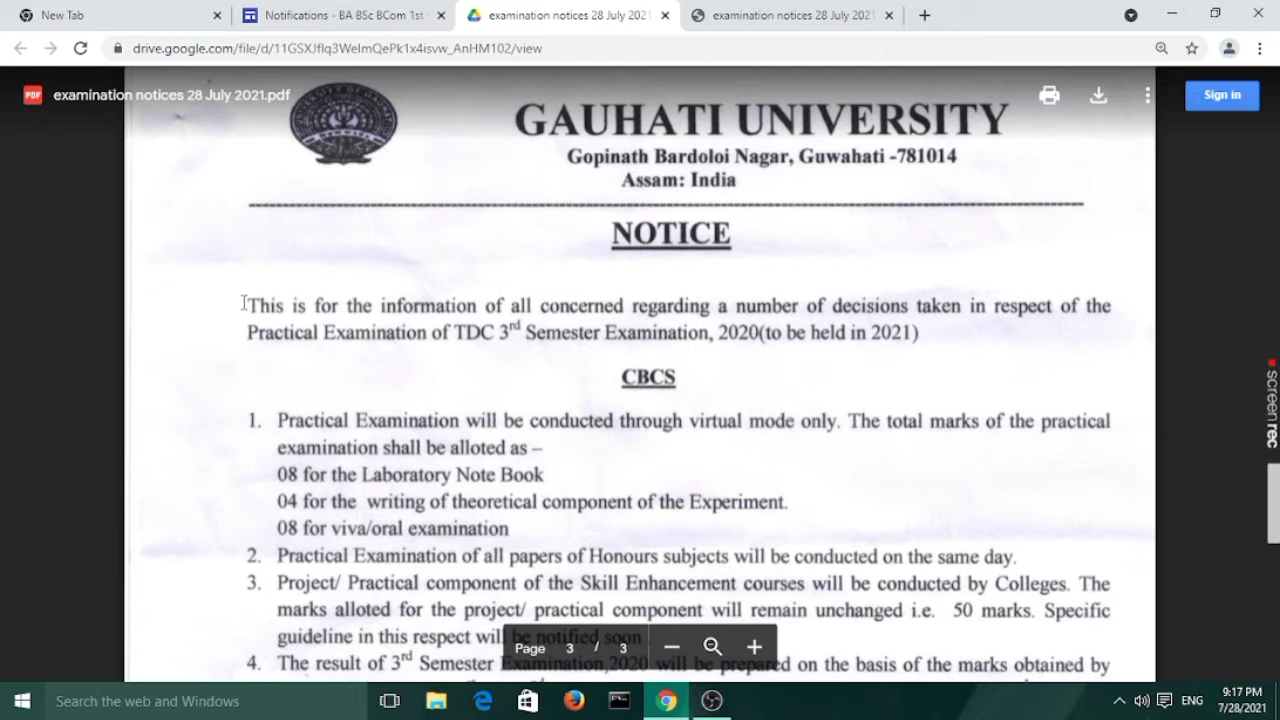 New Tab
Notifications - BA BSc BCom 1st
examination notices 28 July 2021
examination notices 28 July 2021
drive.google.com/file/d/11GSXJflq3WelmQePk1x4isvw_AnHM102/view
PDF
examination notices 28 July 2021.pdf
Sign in
GAUHATI UNIVERSITY
Gopinath Bardoloi Nagar, Guwahati -781014
Assam: India
NOTICE
This is for the information of all concerned regarding a number of decisions taken in respect of the
Practical Examination of TDC 3rd Semester Examination, 2020(to be held in 2021)
CBCS
1. Practical Examination will be conducted through virtual mode only. The total marks of the practical
examination shall be alloted as –
08 for the Laboratory Note Book
04 for the writing of theoretical component of the Experiment.
08 for viva/oral examination
2. Practical Examination of all papers of Honours subjects will be conducted on the same day.
3. Project/ Practical component of the Skill Enhancement courses will be conducted by Colleges. The
marks alloted for the project/ practical component will remain unchanged i.e. 50 marks. Specific
guideline in this respect will be notified soon
4. The result of 3rd Semester Examination,2020 will be prepared on the basis of the marks obtained by
Page 3 / 3
screenrec
Search the web and Windows
ENG
9:17 PM
7/28/2021